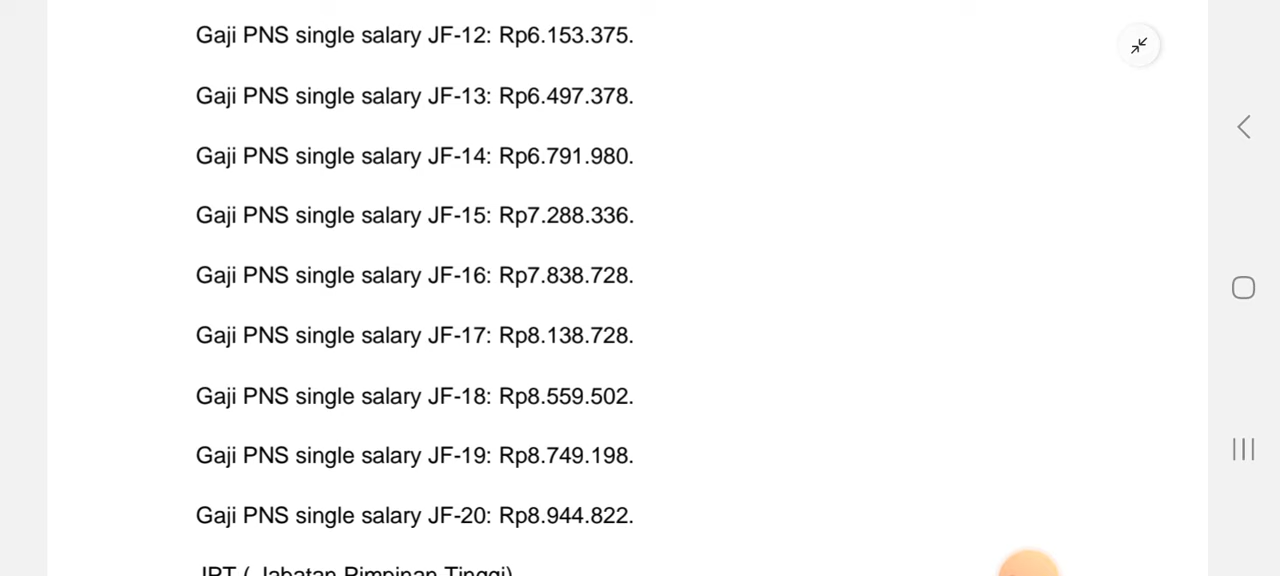 Gaji PNS single salary JF-12: Rp6.153.375.
Gaji PNS single salary JF-13: Rp6.497.378.
Gaji PNS single salary JF-14: Rp6.791.980.
Gaji PNS single salary JF-15: Rp7.288.336.
Gaji PNS single salary JF-16: Rp7.838.728.
Gaji PNS single salary JF-17: Rp8.138.728.
Gaji PNS single salary JF-18: Rp8.559.502.
Gaji PNS single salary JF-19: Rp8.749.198.
Gaji PNS single salary JF-20: Rp8.944.822.
JPT ( Jabatan Pimpinan Tinggi)